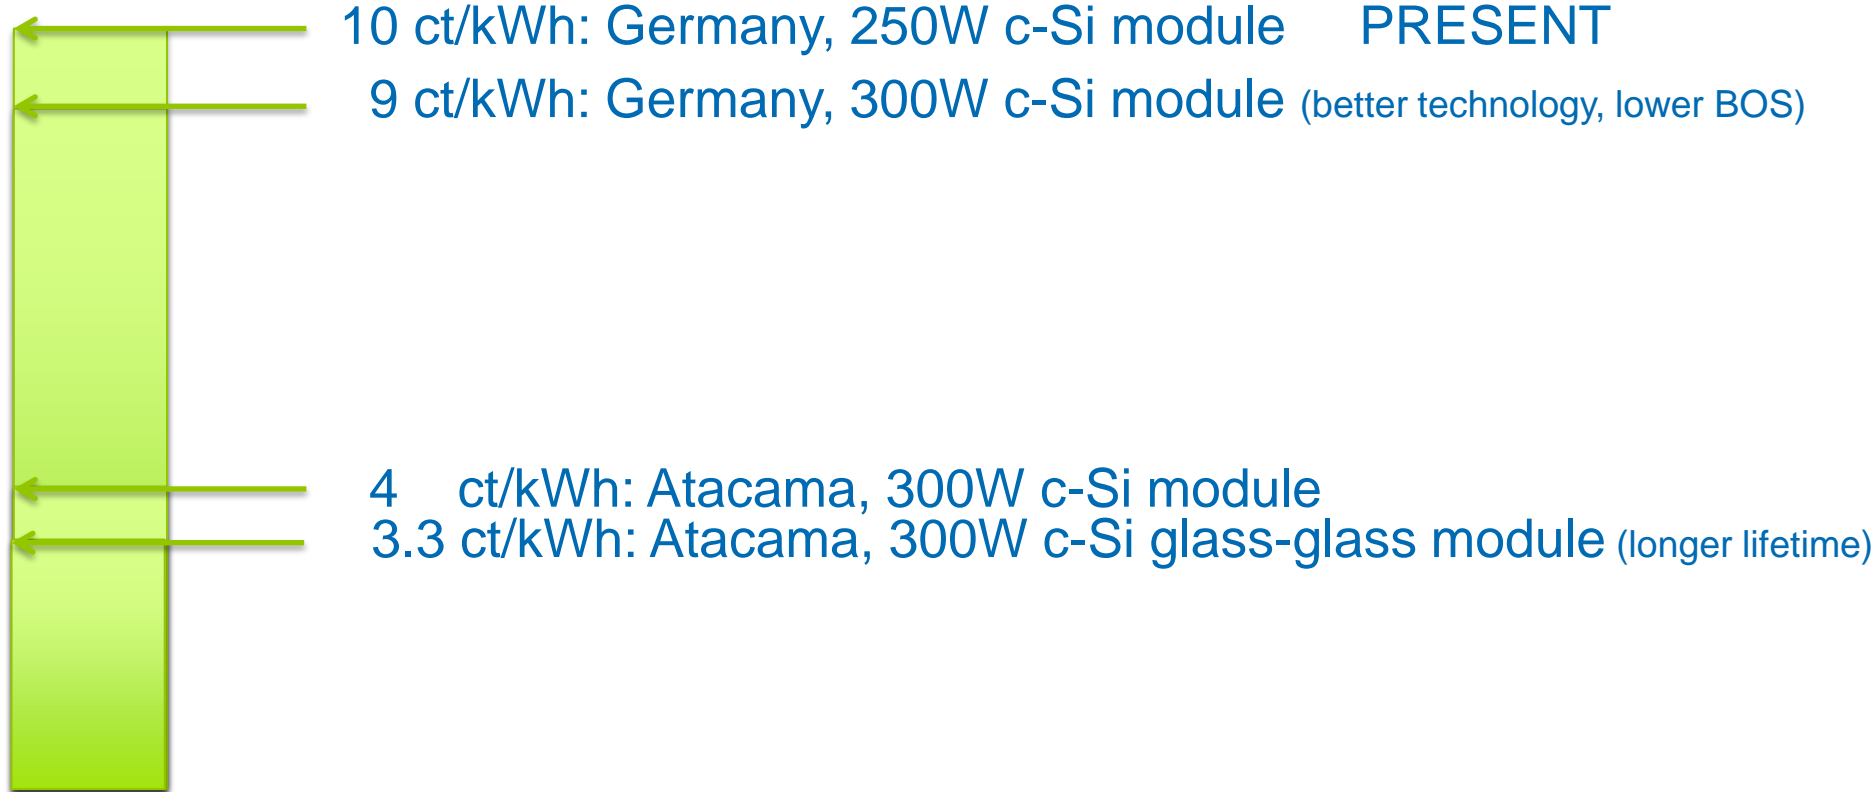 10 ct/kWh: Germany, 250W c-Si module PRESENT
9 ct/kWh: Germany, 300W c-Si module (better technology, lower BOS)
4 ct/kWh: Atacama, 300W c-Si module
3.3 ct/kWh: Atacama, 300W c-Si glass-glass module (longer lifetime)